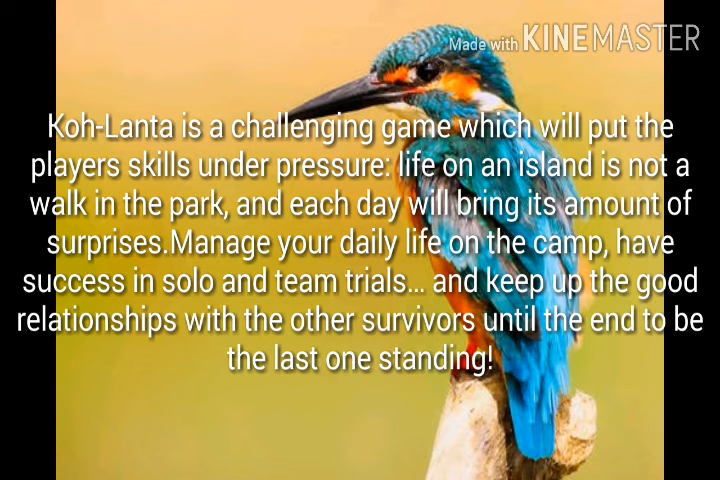 Made with KINEMASTER
Koh-Lanta is a challenging game which will put the
players skills under pressure: life on an island is not a
walk in the park, and each day will bring its amount of
surprises.Manage your daily life on the camp, have
success in solo and team trials... and keep up the good
relationships with the other survivors until the end to be
the last one standing!